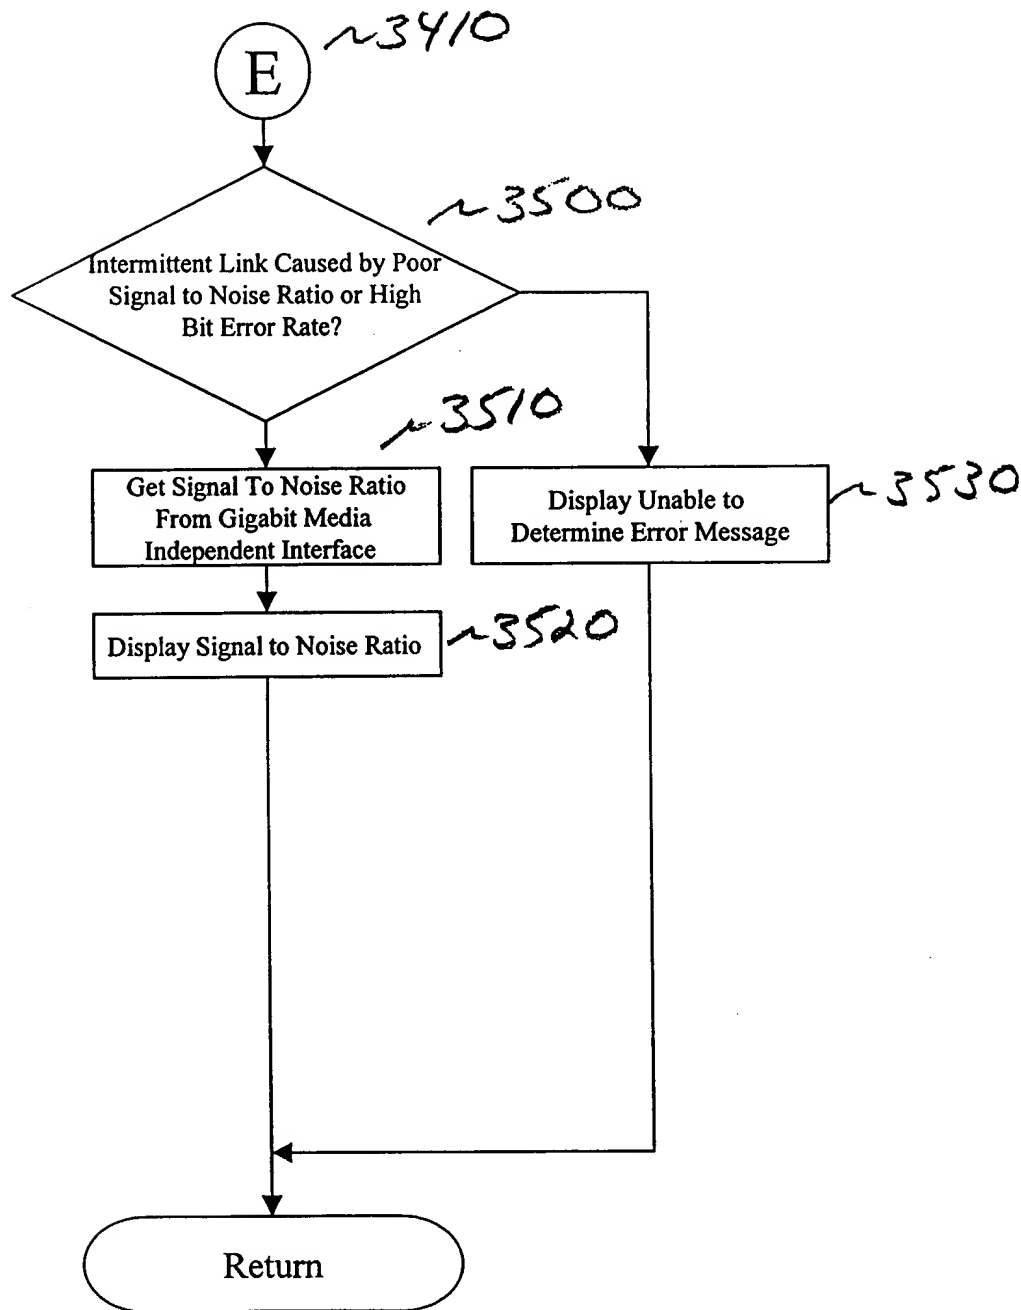 ~3410
E
~3500
Intermittent Link Caused by Poor
Signal to Noise Ratio or High
Bit Error Rate?
~3510
Get Signal To Noise Ratio
From Gigabit Media
Independent Interface
Display Unable to
Determine Error Message
~3530
Display Signal to Noise Ratio
~3520
Return